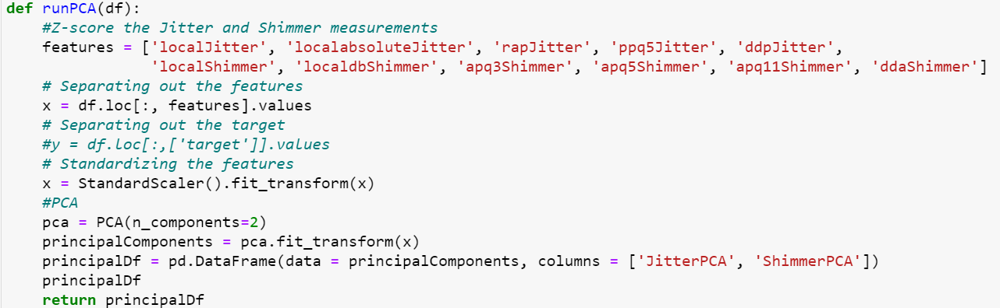 def runPCA(df):
    #Z-score the Jitter and Shimmer measurements
    features = ['localJitter', 'localabsoluteJitter', 'rapJitter', 'ppq5Jitter', 'ddpJitter',
                'localShimmer', 'localdbShimmer', 'apq3Shimmer', 'apq5Shimmer', 'apq11Shimmer', 'ddaShimmer']
    # Separating out the features
    x = df.loc[:, features].values
    # Separating out the target
    #y = df.loc[:,['target']].values
    # Standardizing the features
    x = StandardScaler().fit_transform(x)
    #PCA
    pca = PCA(n_components=2)
    principalComponents = pca.fit_transform(x)
    principalDf = pd.DataFrame(data = principalComponents, columns = ['JitterPCA', 'ShimmerPCA'])
    principalDf
    return principalDf